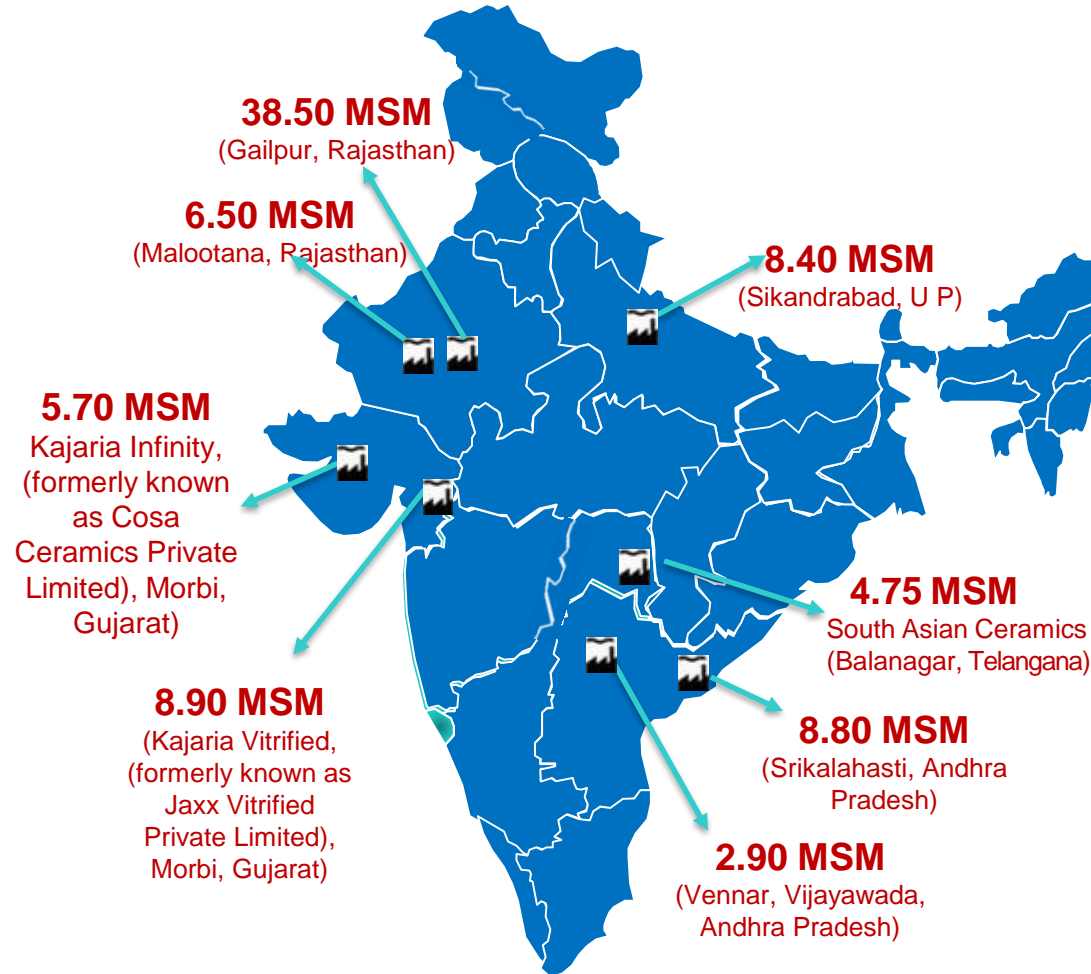 38.50 MSM
(Gailpur, Rajasthan)
6.50 MSM
(Malootana, Rajasthan)
8.40 MSM
(Sikandrabad, U P)
5.70 MSM
Kajaria Infinity,
(formerly known
as Cosa
Ceramics Private
Limited), Morbi,
Gujarat)
4.75 MSM
South Asian Ceramics
(Balanagar, Telangana)
8.90 MSM
(Kajaria Vitrified,
(formerly known as
Jaxx Vitrified
Private Limited),
Morbi, Gujarat)
8.80 MSM
(Srikalahasti, Andhra
Pradesh)
2.90 MSM
(Vennar, Vijayawada,
Andhra Pradesh)